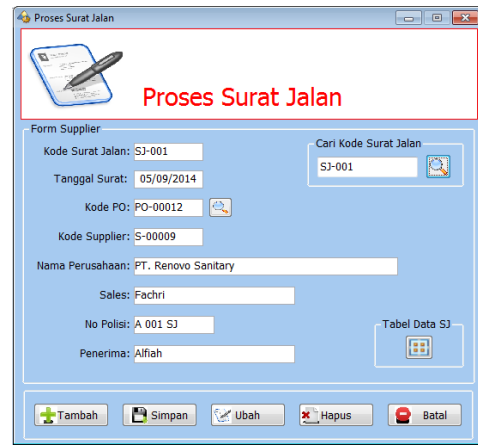 Proses Surat Jalan
Proses Surat Jalan
Form Supplier
Kode Surat Jalan: SJ-001
Cari Kode Surat Jalan
SJ-001
Tanggal Surat: 05/09/2014
Kode PO: PO-00012
Kode Supplier: S-00009
Nama Perusahaan: PT. Renovo Sanitary
Sales: Fachri
No Polisi: A 001 SJ
Tabel Data SJ
Penerima: Alfiah
Tambah Simpan Ubah Hapus Batal